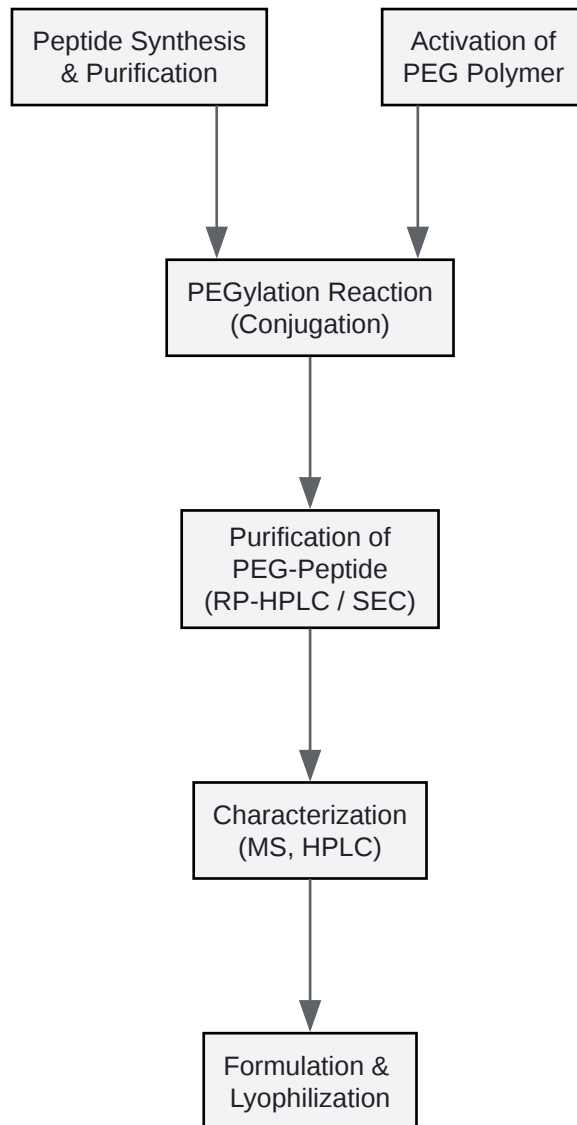 Peptide Synthesis
& Purification
Activation of
PEG Polymer
PEGylation Reaction
(Conjugation)
Purification of
PEG-Peptide
(RP-HPLC / SEC)
Characterization
(MS, HPLC)
Formulation &
Lyophilization